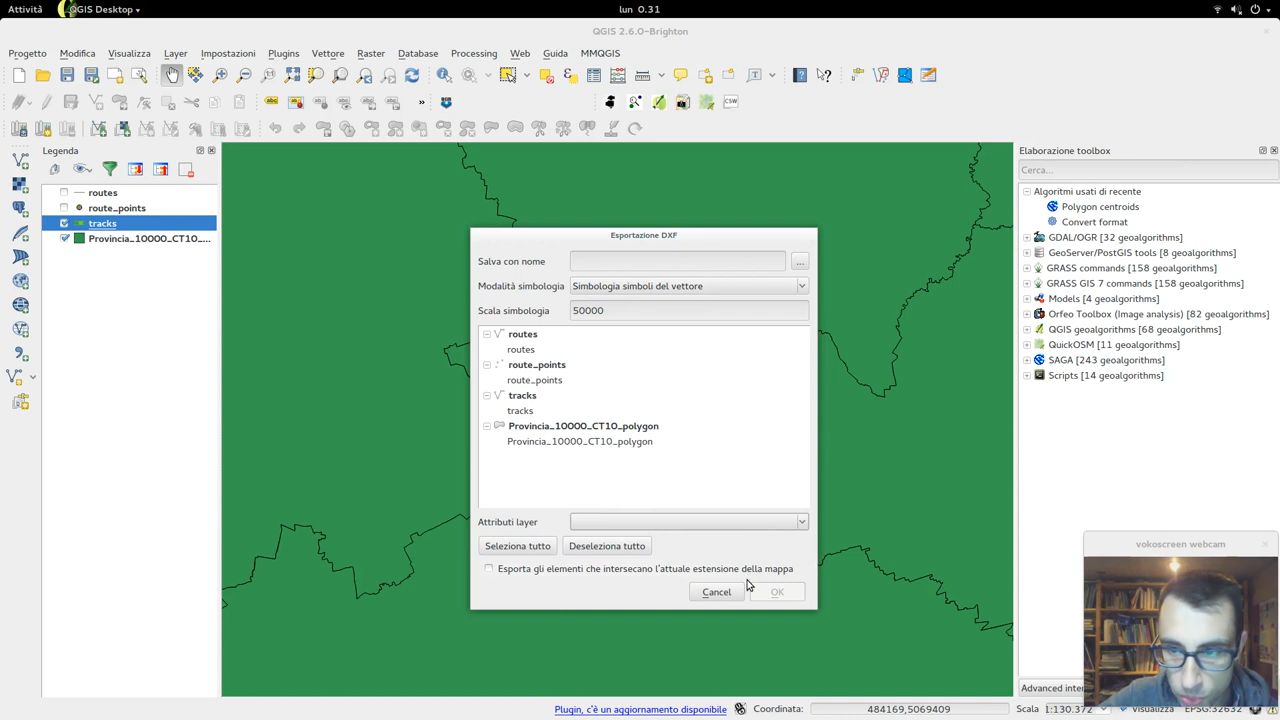 Attività QGIS Desktop lun 0.31
QGIS 2.6.0-Brighton
Progetto Modifica Visualizza Layer Impostazioni Plugins Vettore Raster Database Processing Web Guida MMQGIS
CSW
Legenda
routes
route_points
tracks
Provincia_10000_CT10_...
Esportazione DXF
Salva con nome
...
Modalità simbologia Simbologia simboli del vettore
Scala simbologia 50000
routes
routes
route_points
route_points
tracks
tracks
Provincia_10000_CT10_polygon
Provincia_10000_CT10_polygon
Attributi layer
Seleziona tutto Deseleziona tutto
Esporta gli elementi che intersecano l'attuale estensione della mappa
Cancel OK
Elaborazione toolbox
Cerca...
Algoritmi usati di recente
Polygon centroids
Convert format
GDAL/OGR [32 geoalgorithms]
GeoServer/PostGIS tools [8 geoalgorithms]
GRASS commands [158 geoalgorithms]
GRASS GIS 7 commands [158 geoalgorithms]
Models [4 geoalgorithms]
Orfeo Toolbox (Image analysis) [82 geoalgorithms]
QGIS geoalgorithms [68 geoalgorithms]
QuickOSM [11 geoalgorithms]
SAGA [243 geoalgorithms]
Scripts [14 geoalgorithms]
vokoscreen webcam
Advanced inter
Plugin, c'è un aggiornamento disponibile Coordinata: 484169,5069409 Scala 1:130.372 Visualizza EPSG:32632